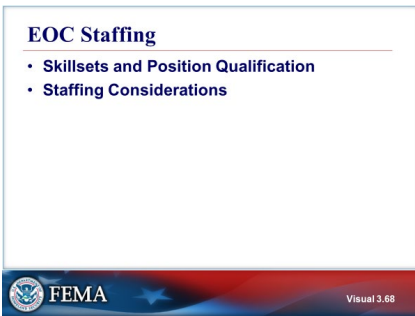 EOC Staffing
• Skillsets and Position Qualification
• Staffing Considerations
FEMA
Visual 3.68